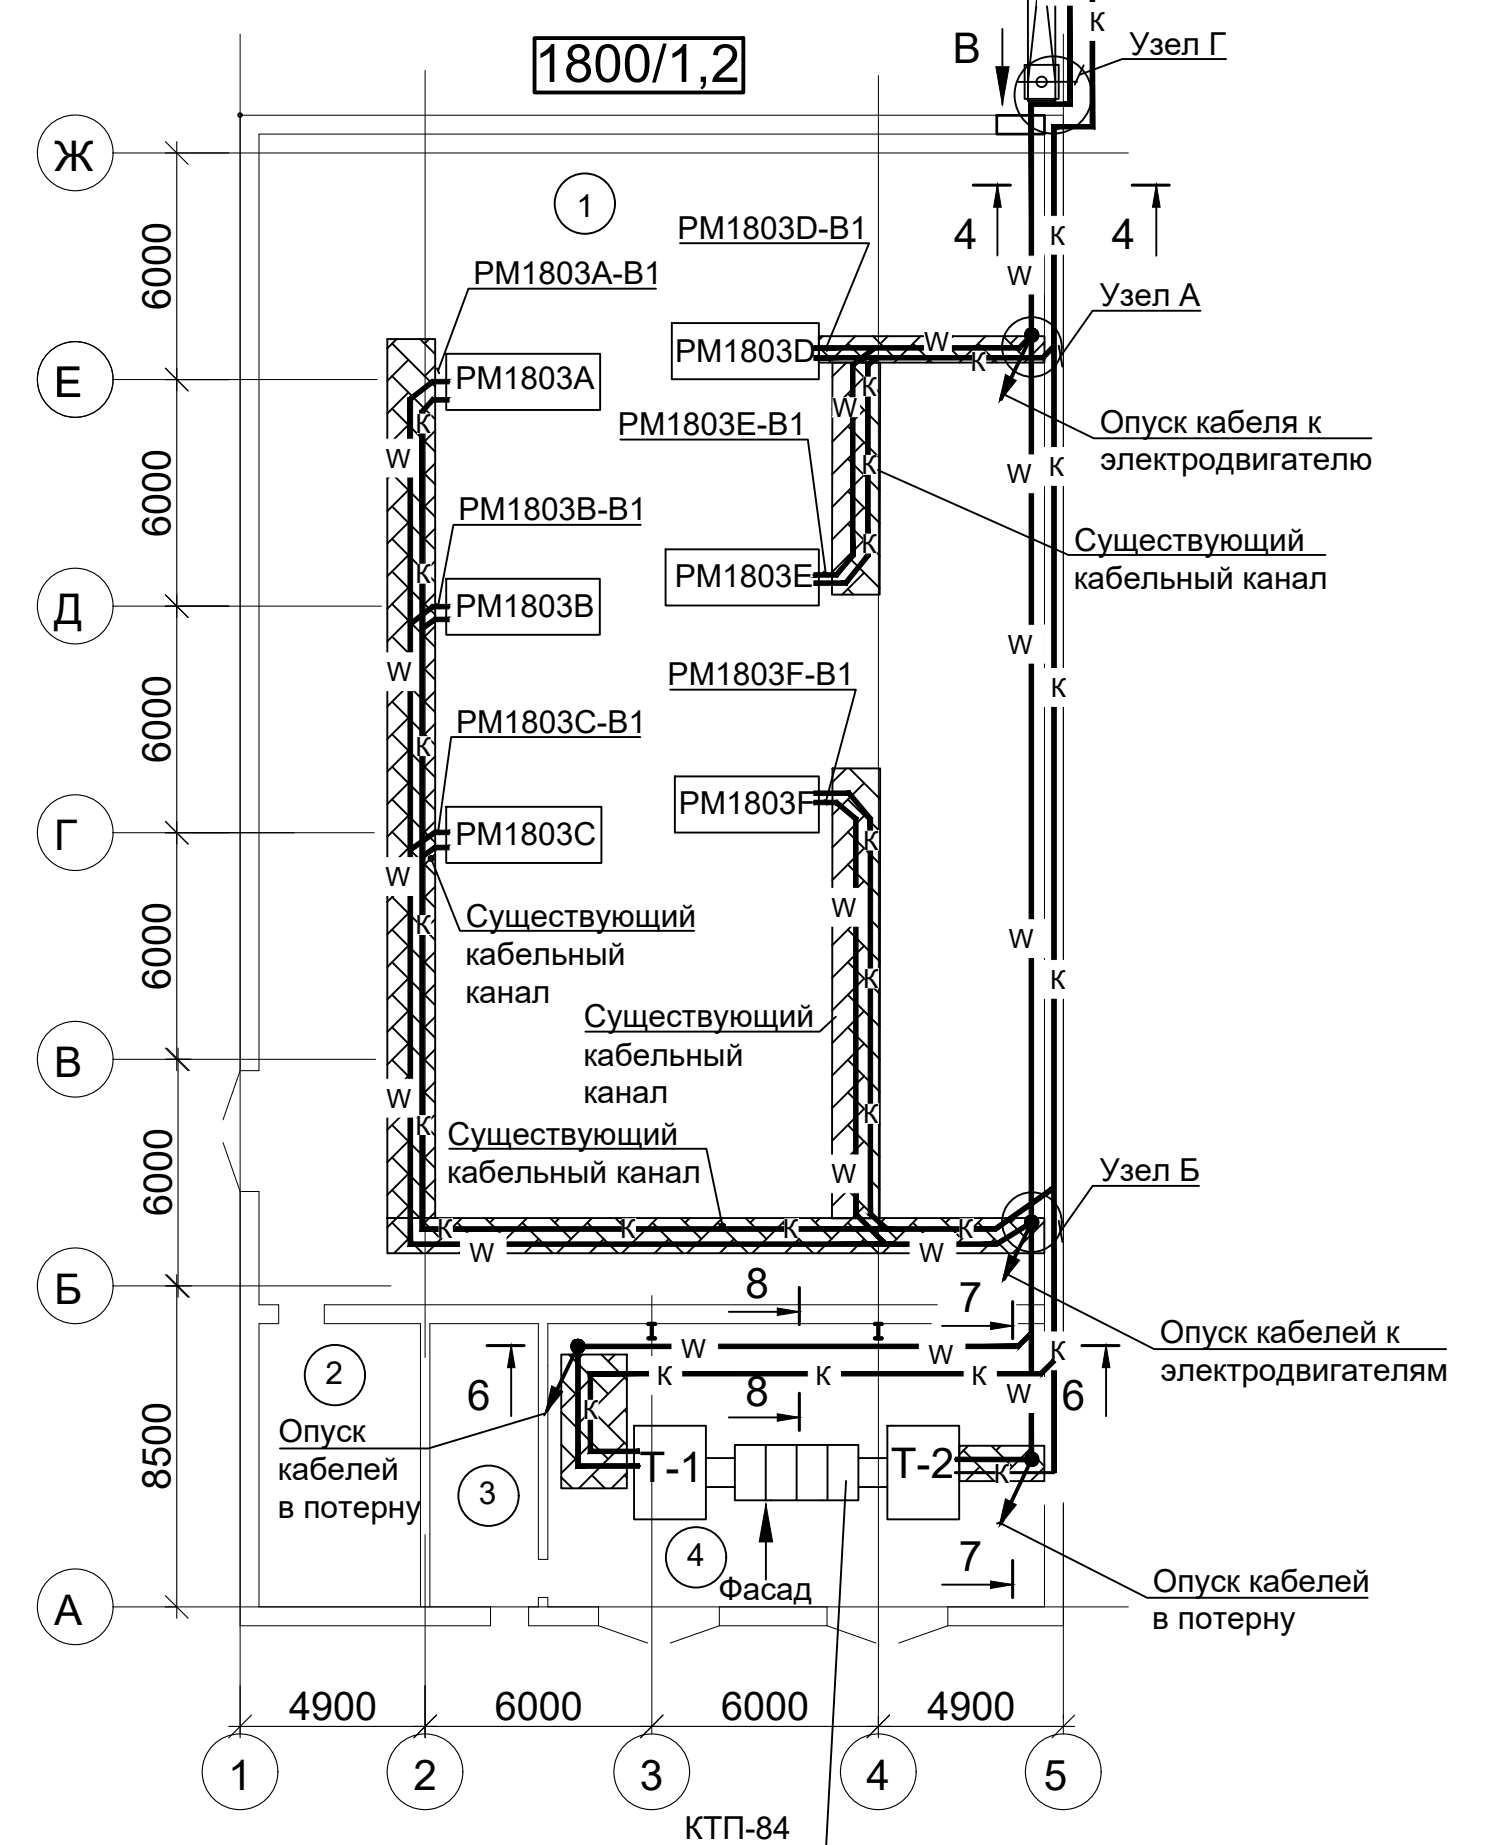 К
1800/1,2
В
Узел Г
Ж
1
РМ1803D-В1
4
4
К
6000
РМ1803А-В1
W
Узел А
РМ1803D
W
К
Е
РМ1803А
К
W
К
РМ1803Е-В1
Опуск кабеля к
электродвигателю
W
К
W
К
6000
РМ1803В-В1
Существующий
кабельный канал
К
К
РМ1803Е
Д
РМ1803В
W
W
РМ1803F-В1
К
6000
РМ1803С-В1
К
РМ1803F
Г
РМ1803С
К
W
W
Существующий
кабельный
канал
К
W
6000
К
К
Существующий
кабельный
канал
В
W
К
К
Существующий
кабельный канал
W
Узел Б
6000
К
К
К
К
W
W
Б
8
7
W
W
К
Опуск кабелей к
электродвигателям
2
К
К
К
W
6
8
6
К
Опуск
кабелей
в потерну
8500
Т-1
Т-2
К
3
4
Фасад
7
Опуск кабелей
в потерну
А
4900
6000
6000
4900
1
2
3
4
5
КТП-84